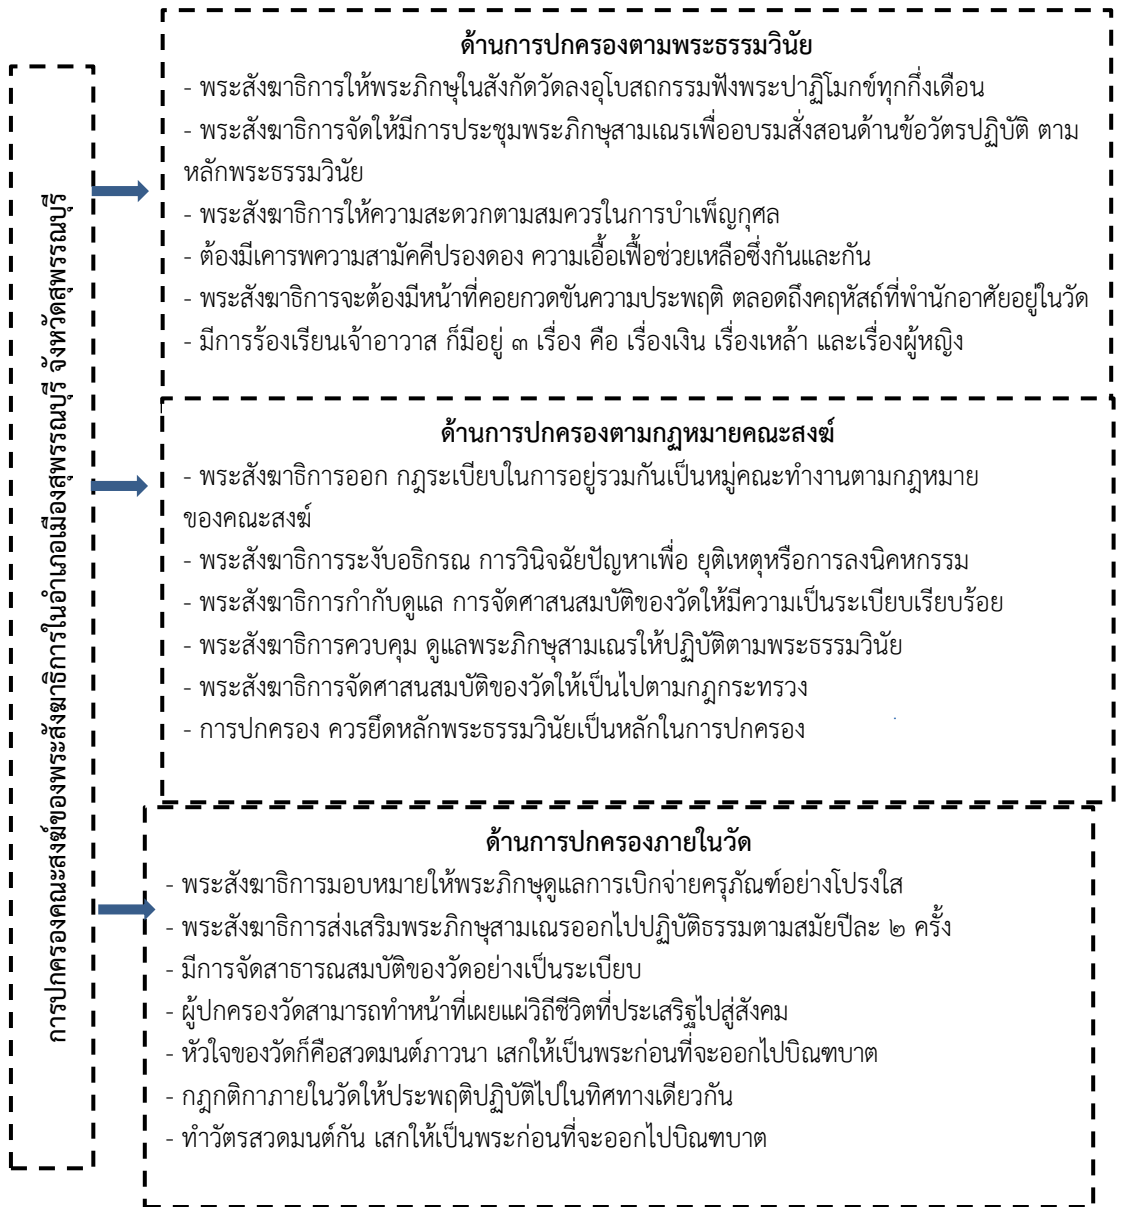 การปกครองคณะสงฆ์ของพระสังฆาธิการในอำเภอเมืองสุพรรณบุรี จังหวัดสุพรรณบุรี
ด้านการปกครองตามพระธรรมวินัย
- พระสังฆาธิการให้พระภิกษุในสังกัดวัดลงอุโบสถกรรมฟังพระปาฏิโมกข์ทุกกึ่งเดือน
- พระสังฆาธิการจัดให้มีการประชุมพระภิกษุสามเณรเพื่ออบรมสั่งสอนด้านข้อวัตรปฏิบัติ ตาม
หลักพระธรรมวินัย
- พระสังฆาธิการให้ความสะดวกตามสมควรในการบำเพ็ญกุศล
- ต้องมีเคารพความสามัคคีปรองดอง ความเอื้อเฟื้อช่วยเหลือซึ่งกันและกัน
- พระสังฆาธิการจะต้องมีหน้าที่คอยกวดขันความประพฤติ ตลอดถึงคฤหัสถ์ที่พำนักอาศัยอยู่ในวัด
- มีการร้องเรียนเจ้าอาวาส ก็มีอยู่ ๓ เรื่อง คือ เรื่องเงิน เรื่องเหล้า และเรื่องผู้หญิง
ด้านการปกครองตามกฎหมายคณะสงฆ์
- พระสังฆาธิการออก กฎระเบียบในการอยู่รวมกันเป็นหมู่คณะทำงานตามกฎหมาย
ของคณะสงฆ์
- พระสังฆาธิการระงับอธิกรณ การวินิจฉัยปัญหาเพื่อ ยุติเหตุหรือการลงนิคหกรรม
- พระสังฆาธิการกำกับดูแล การจัดศาสนสมบัติของวัดให้มีความเป็นระเบียบเรียบร้อย
- พระสังฆาธิการควบคุม ดูแลพระภิกษุสามเณรให้ปฏิบัติตามพระธรรมวินัย
- พระสังฆาธิการจัดศาสนสมบัติของวัดให้เป็นไปตามกฎกระทรวง
- การปกครอง ควรยึดหลักพระธรรมวินัยเป็นหลักในการปกครอง
ด้านการปกครองภายในวัด
- พระสังฆาธิการมอบหมายให้พระภิกษุดูแลการเบิกจ่ายครุภัณฑ์อย่างโปรงใส
- พระสังฆาธิการส่งเสริมพระภิกษุสามเณรออกไปปฏิบัติธรรมตามสมัยปีละ ๒ ครั้ง
- มีการจัดสาธารณสมบัติของวัดอย่างเป็นระเบียบ
- ผู้ปกครองวัดสามารถทำหน้าที่เผยแผ่วิถีชีวิตที่ประเสริฐไปสู่สังคม
- หัวใจของวัดก็คือสวดมนต์ภาวนา เสกให้เป็นพระก่อนที่จะออกไปบิณฑบาต
- กฎกติกาภายในวัดให้ประพฤติปฏิบัติไปในทิศทางเดียวกัน
- ทำวัตรสวดมนต์กัน เสกให้เป็นพระก่อนที่จะออกไปบิณฑบาต